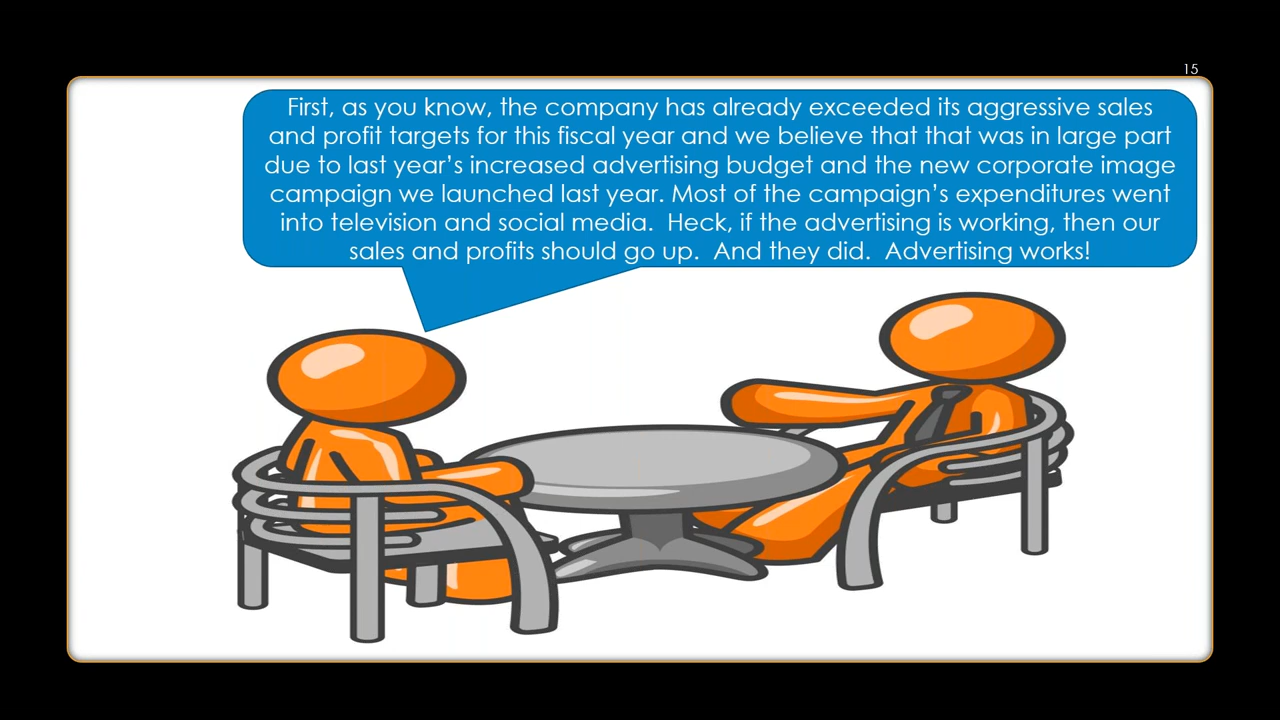 15
First, as you know, the company has already exceeded its aggressive sales
and profit targets for this fiscal year and we believe that that was in large part
due to last year’s increased advertising budget and the new corporate image
campaign we launched last year. Most of the campaign’s expenditures went
into television and social media.  Heck, if the advertising is working, then our
sales and profits should go up.  And they did.  Advertising works!